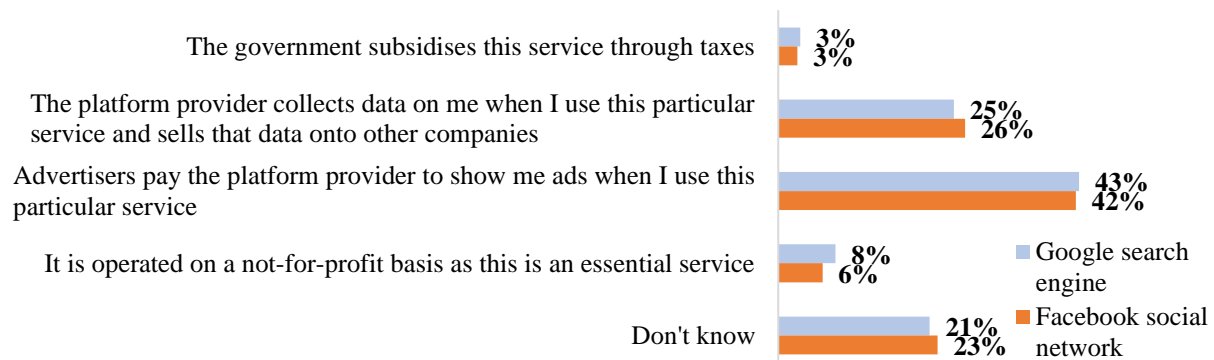 The government subsidises this service through taxes
3%
3%
The platform provider collects data on me when I use this particular
service and sells that data onto other companies
25%
26%
Advertisers pay the platform provider to show me ads when I use this
particular service
43%
42%
It is operated on a not-for-profit basis as this is an essential service
8%
6%
Don't know
21%
23%
Google search
engine
Facebook social
network